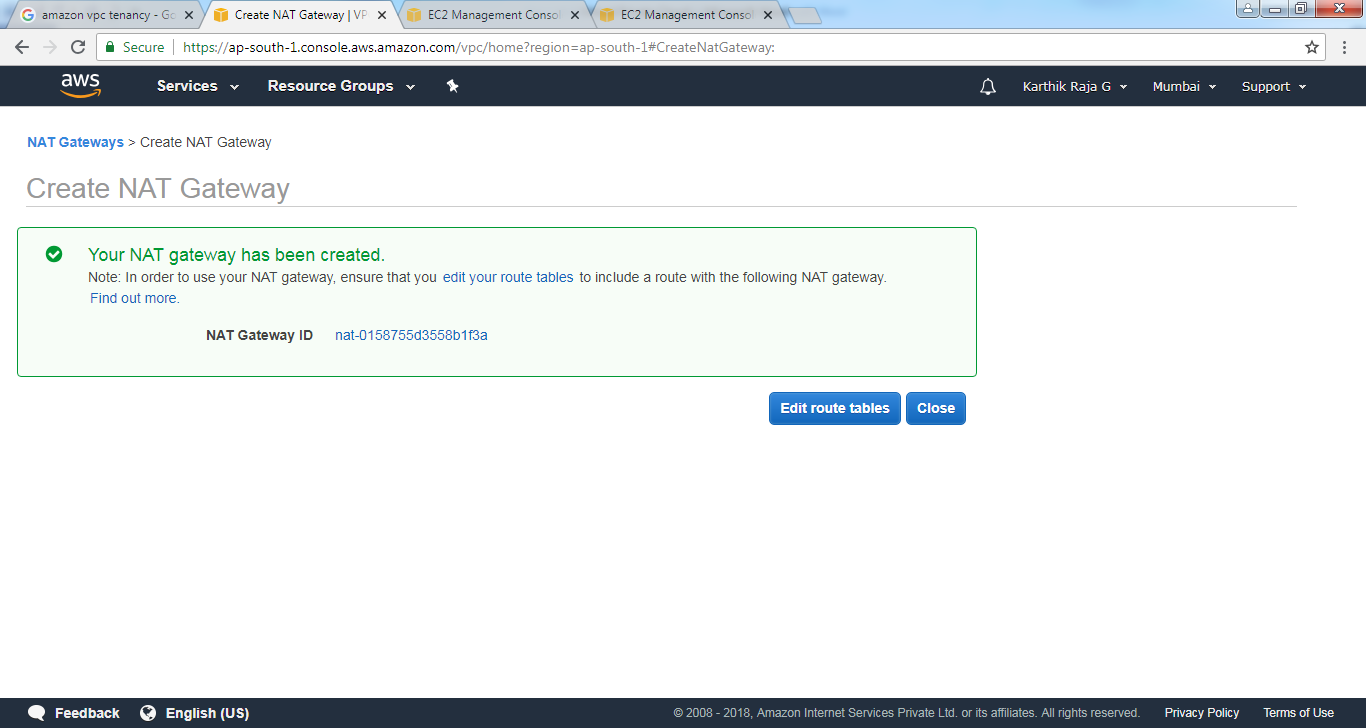 amazon vpc tenancy - Go
Create NAT Gateway | VP
EC2 Management Consol
EC2 Management Consol
Secure
https://ap-south-1.console.aws.amazon.com/vpc/home?region=ap-south-1#CreateNatGateway:
aws
Services
Resource Groups
Karthik Raja G
Mumbai
Support
NAT Gateways > Create NAT Gateway
Create NAT Gateway
Your NAT gateway has been created.
Note: In order to use your NAT gateway, ensure that you edit your route tables to include a route with the following NAT gateway.
Find out more.
NAT Gateway ID nat-0158755d3558b1f3a
Edit route tables
Close
Feedback
English (US)
© 2008 - 2018, Amazon Internet Services Private Ltd. or its affiliates. All rights reserved.
Privacy Policy
Terms of Use